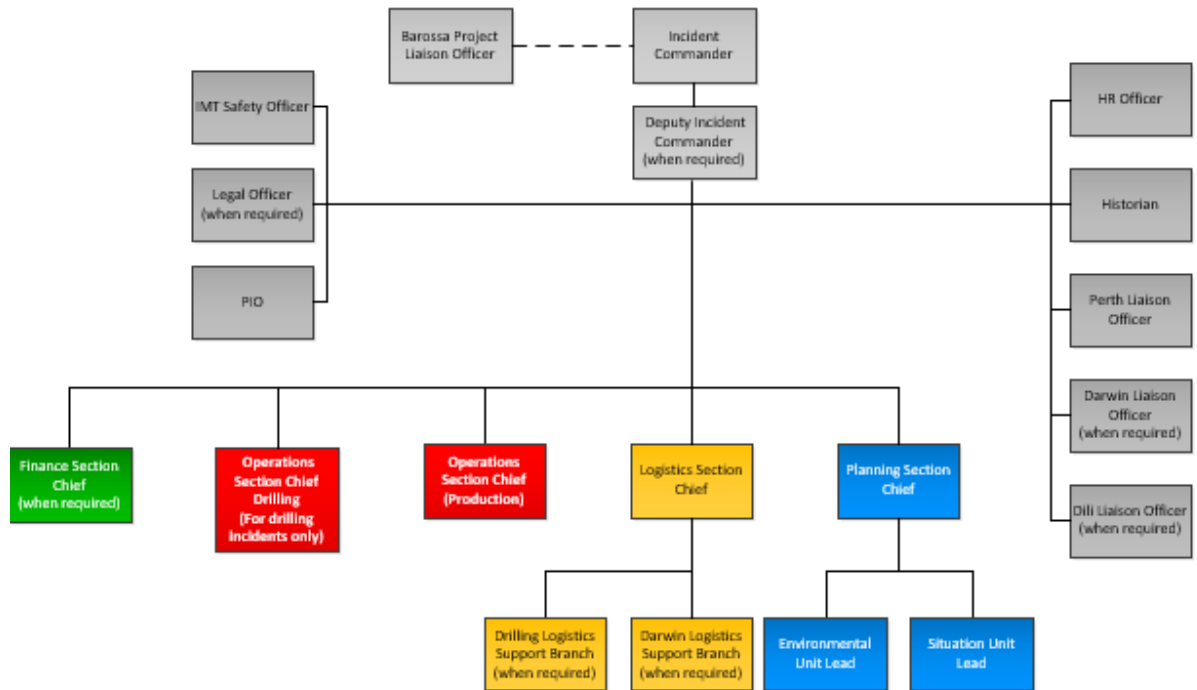 Barossa Project
Liaison Officer
Incident
Commander
IMT Safety Officer
HR Officer
Deputy Incident
Commander
(when required)
Legal Officer
(when required)
Historian
PIO
Perth Liaison
Officer
Darwin Liaison
Officer
(when required)
Finance Section
Chief
(when required)
Operations
Section Chief
Drilling
(For drilling
incidents only)
Operations
Section Chief
(Production)
Logistics Section
Chief
Planning Section
Chief
Dili Liaison Officer
(when required)
Drilling Logistics
Support Branch
(when required)
Darwin Logistics
Support Branch
(when required)
Environmental
Unit Lead
Situation Unit
Lead